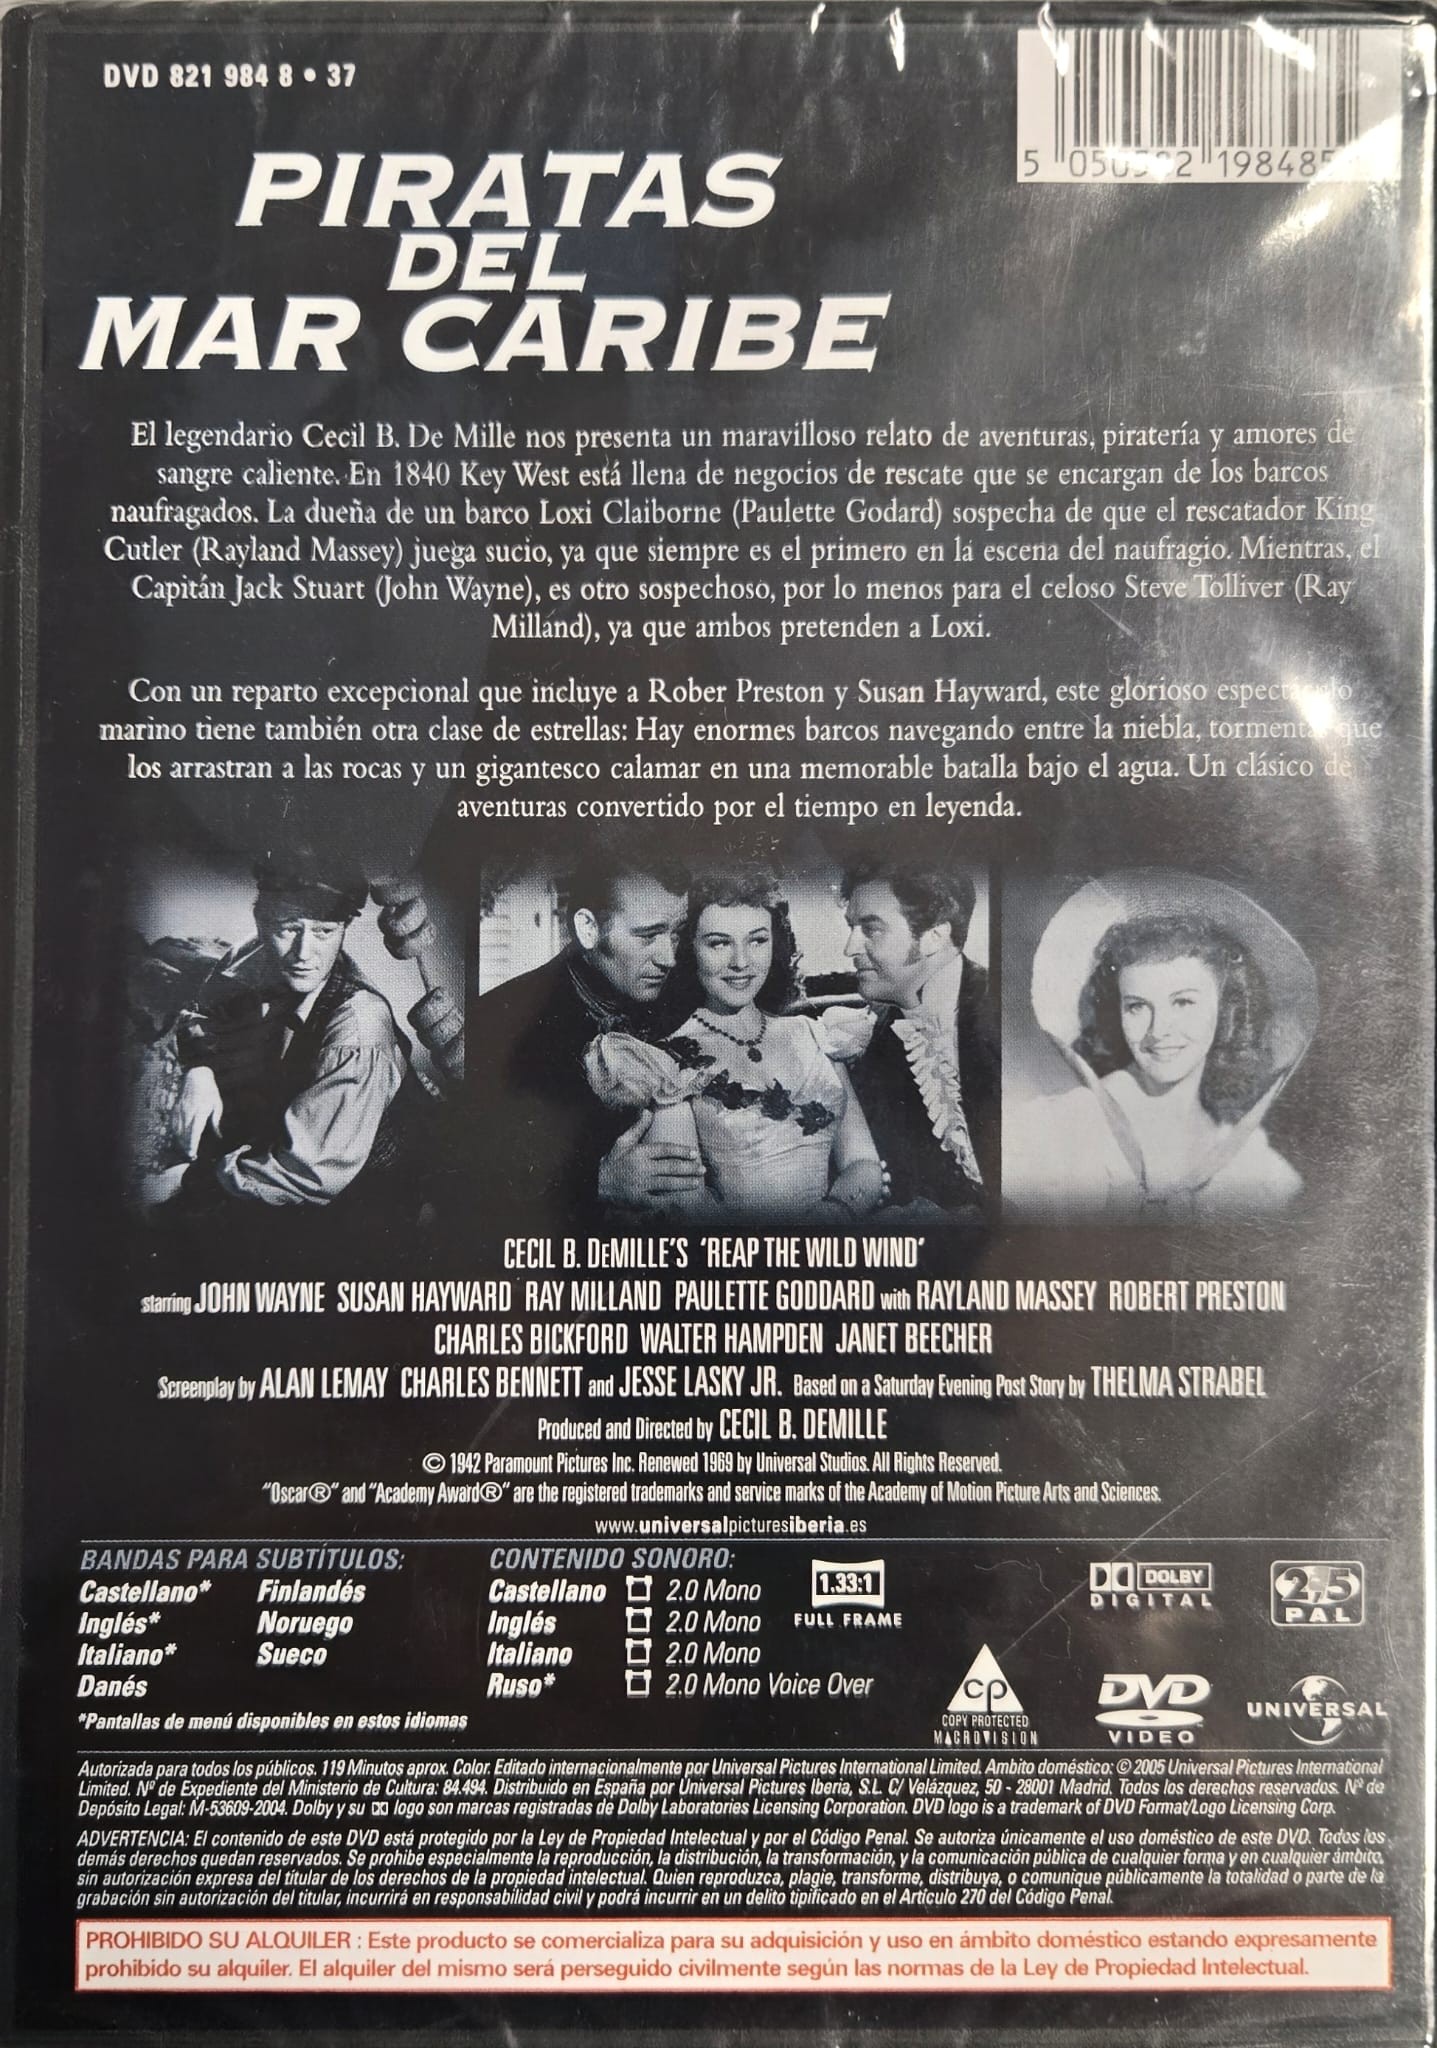 DVD 821 984 8 • 37
PIRATAS
DEL
MAR CARIBE
El legendario Cecil B. De Mille nos presenta un maravilloso relato de aventuras, piratería y amores de
sangre caliente. En 1840 Key West está llena de negocios de rescate que se encargan de los barcos
naufragados. La dueña de un barco Loxi Claiborne (Paulette Godard) sospecha de que el rescatador King
Cutler (Rayland Massey) juega sucio, ya que siempre es el primero en la escena del naufragio. Mientras, el
Capitán Jack Stuart (John Wayne), es otro sospechoso, por lo menos para el celoso Steve Tolliver (Ray
Milland), ya que ambos pretenden a Loxi.
Con un reparto excepcional que incluye a Rober Preston y Susan Hayward, este glorioso espectáculo
marino tiene también otra clase de estrellas: Hay enormes barcos navegando entre la niebla, tormentas que
los arrastran a las rocas y un gigantesco calamar en una memorable batalla bajo el agua. Un clásico de
aventuras convertido por el tiempo en leyenda.
CECIL B. DEMILLE'S 'REAP THE WILD WIND'
starring JOHN WAYNE SUSAN HAYWARD RAY MILLAND PAULETTE GODDARD with RAYLAND MASSEY ROBERT PRESTON
CHARLES BICKFORD WALTER HAMPDEN JANET BEECHER
Screenplay by ALAN LEMAY CHARLES BENNETT and JESSE LASKY JR. Based on a Saturday Evening Post Story by THELMA STRABEL
Produced and Directed by CECIL B. DEMILLE
© 1942 Paramount Pictures Inc. Renewed 1969 by Universal Studios. All Rights Reserved.
"Oscar®" and "Academy Award®" are the registered trademarks and service marks of the Academy of Motion Picture Arts and Sciences.
www.universalpicturesiberia.es
BANDAS PARA SUBTÍTULOS:
Castellano* Finlandés
Inglés* Noruego
Italiano* Sueco
Danés
*Pantallas de menú disponibles en estos idiomas
CONTENIDO SONORO:
Castellano 2.0 Mono
Inglés 2.0 Mono
Italiano 2.0 Mono
Ruso* 2.0 Mono Voice Over
1.33:1
FULL FRAME
DOLBY
DIGITAL
2,5
PAL
cp
COPY PROTECTED
MACROVISION
DVD
VIDEO
UNIVERSAL
Autorizada para todos los públicos. 119 Minutos aprox. Color. Editado internacionalmente por Universal Pictures International Limited. Ambito doméstico: © 2005 Universal Pictures International
Limited. Nº de Expediente del Ministerio de Cultura: 84.494. Distribuido en España por Universal Pictures Iberia, S.L. C/ Velázquez, 50 - 28001 Madrid. Todos los derechos reservados. Nº de
Depósito Legal: M-53609-2004. Dolby y su logo son marcas registradas de Dolby Laboratories Licensing Corporation. DVD logo is a trademark of DVD Format/Logo Licensing Corp.
ADVERTENCIA: El contenido de este DVD está protegido por la Ley de Propiedad Intelectual y por el Código Penal. Se autoriza únicamente el uso doméstico de este DVD. Todos los
demás derechos quedan reservados. Se prohibe especialmente la reproducción, la distribución, la transformación, y la comunicación pública de cualquier forma y en cualquier ámbito,
sin autorización expresa del titular de los derechos de la propiedad intelectual. Quien reproduzca, plagie, transforme, distribuya, o comunique públicamente la totalidad o parte de la
grabación sin autorización del titular, incurrirá en responsabilidad civil y podrá incurrir en un delito tipificado en el Artículo 270 del Código Penal.
PROHIBIDO SU ALQUILER : Este producto se comercializa para su adquisición y uso en ámbito doméstico estando expresamente
prohibido su alquiler. El alquiler del mismo será perseguido civilmente según las normas de la Ley de Propiedad Intelectual.